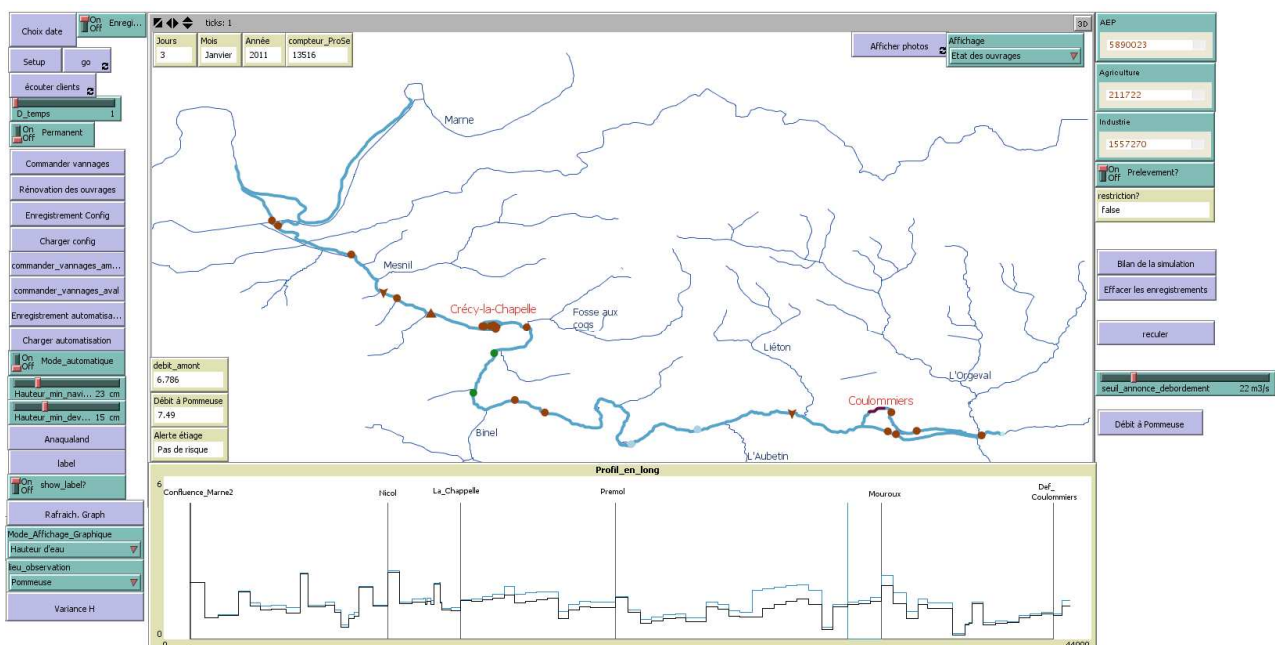 Choix date
On
Off
Enregi...
Setup
go
écouter clients
D_temps 1
On
Off
Permanent
Commander vannages
Rénovation des ouvrages
Enregistrement Config
Charger config
commander_vannages_am...
commander_vannages_aval
Enregistrement automatisa...
Charger automatisation
On
Off
Mode_automatique
Hauteur_min_navi... 23 cm
Hauteur_min_dev... 15 cm
Anaqualand
label
On
Off
show_label?
Rafraich. Graph
Mode_Affichage_Graphique
Hauteur d'eau
lieu_observation
Pommeuse
Variance H
ticks: 1
3D
Jours
3
Mois
Janvier
Année
2011
compteur_ProSe
13516
Afficher photos
Affichage
Etat des ouvrages
Marne
Mesnil
Crécy-la-Chapelle
Fosse aux
coqs
Liéton
L'Orgeval
Coulommiers
Binel
L'Aubetin
debit_amont
6.786
Débit à Pommeuse
7.49
Alerte étiage
Pas de risque
Profil_en_long
6
0
0
44000
Confluence_Marne2
Nicol
La_Chappelle
Premol
Mouroux
Def_
Coulommiers
AEP
5890023
Agriculture
211722
Industrie
1557270
On
Off
Prelevement?
restriction?
false
Bilan de la simulation
Effacer les enregistrements
reculer
seuil_annonce_debordement 22 m3/s
Débit à Pommeuse